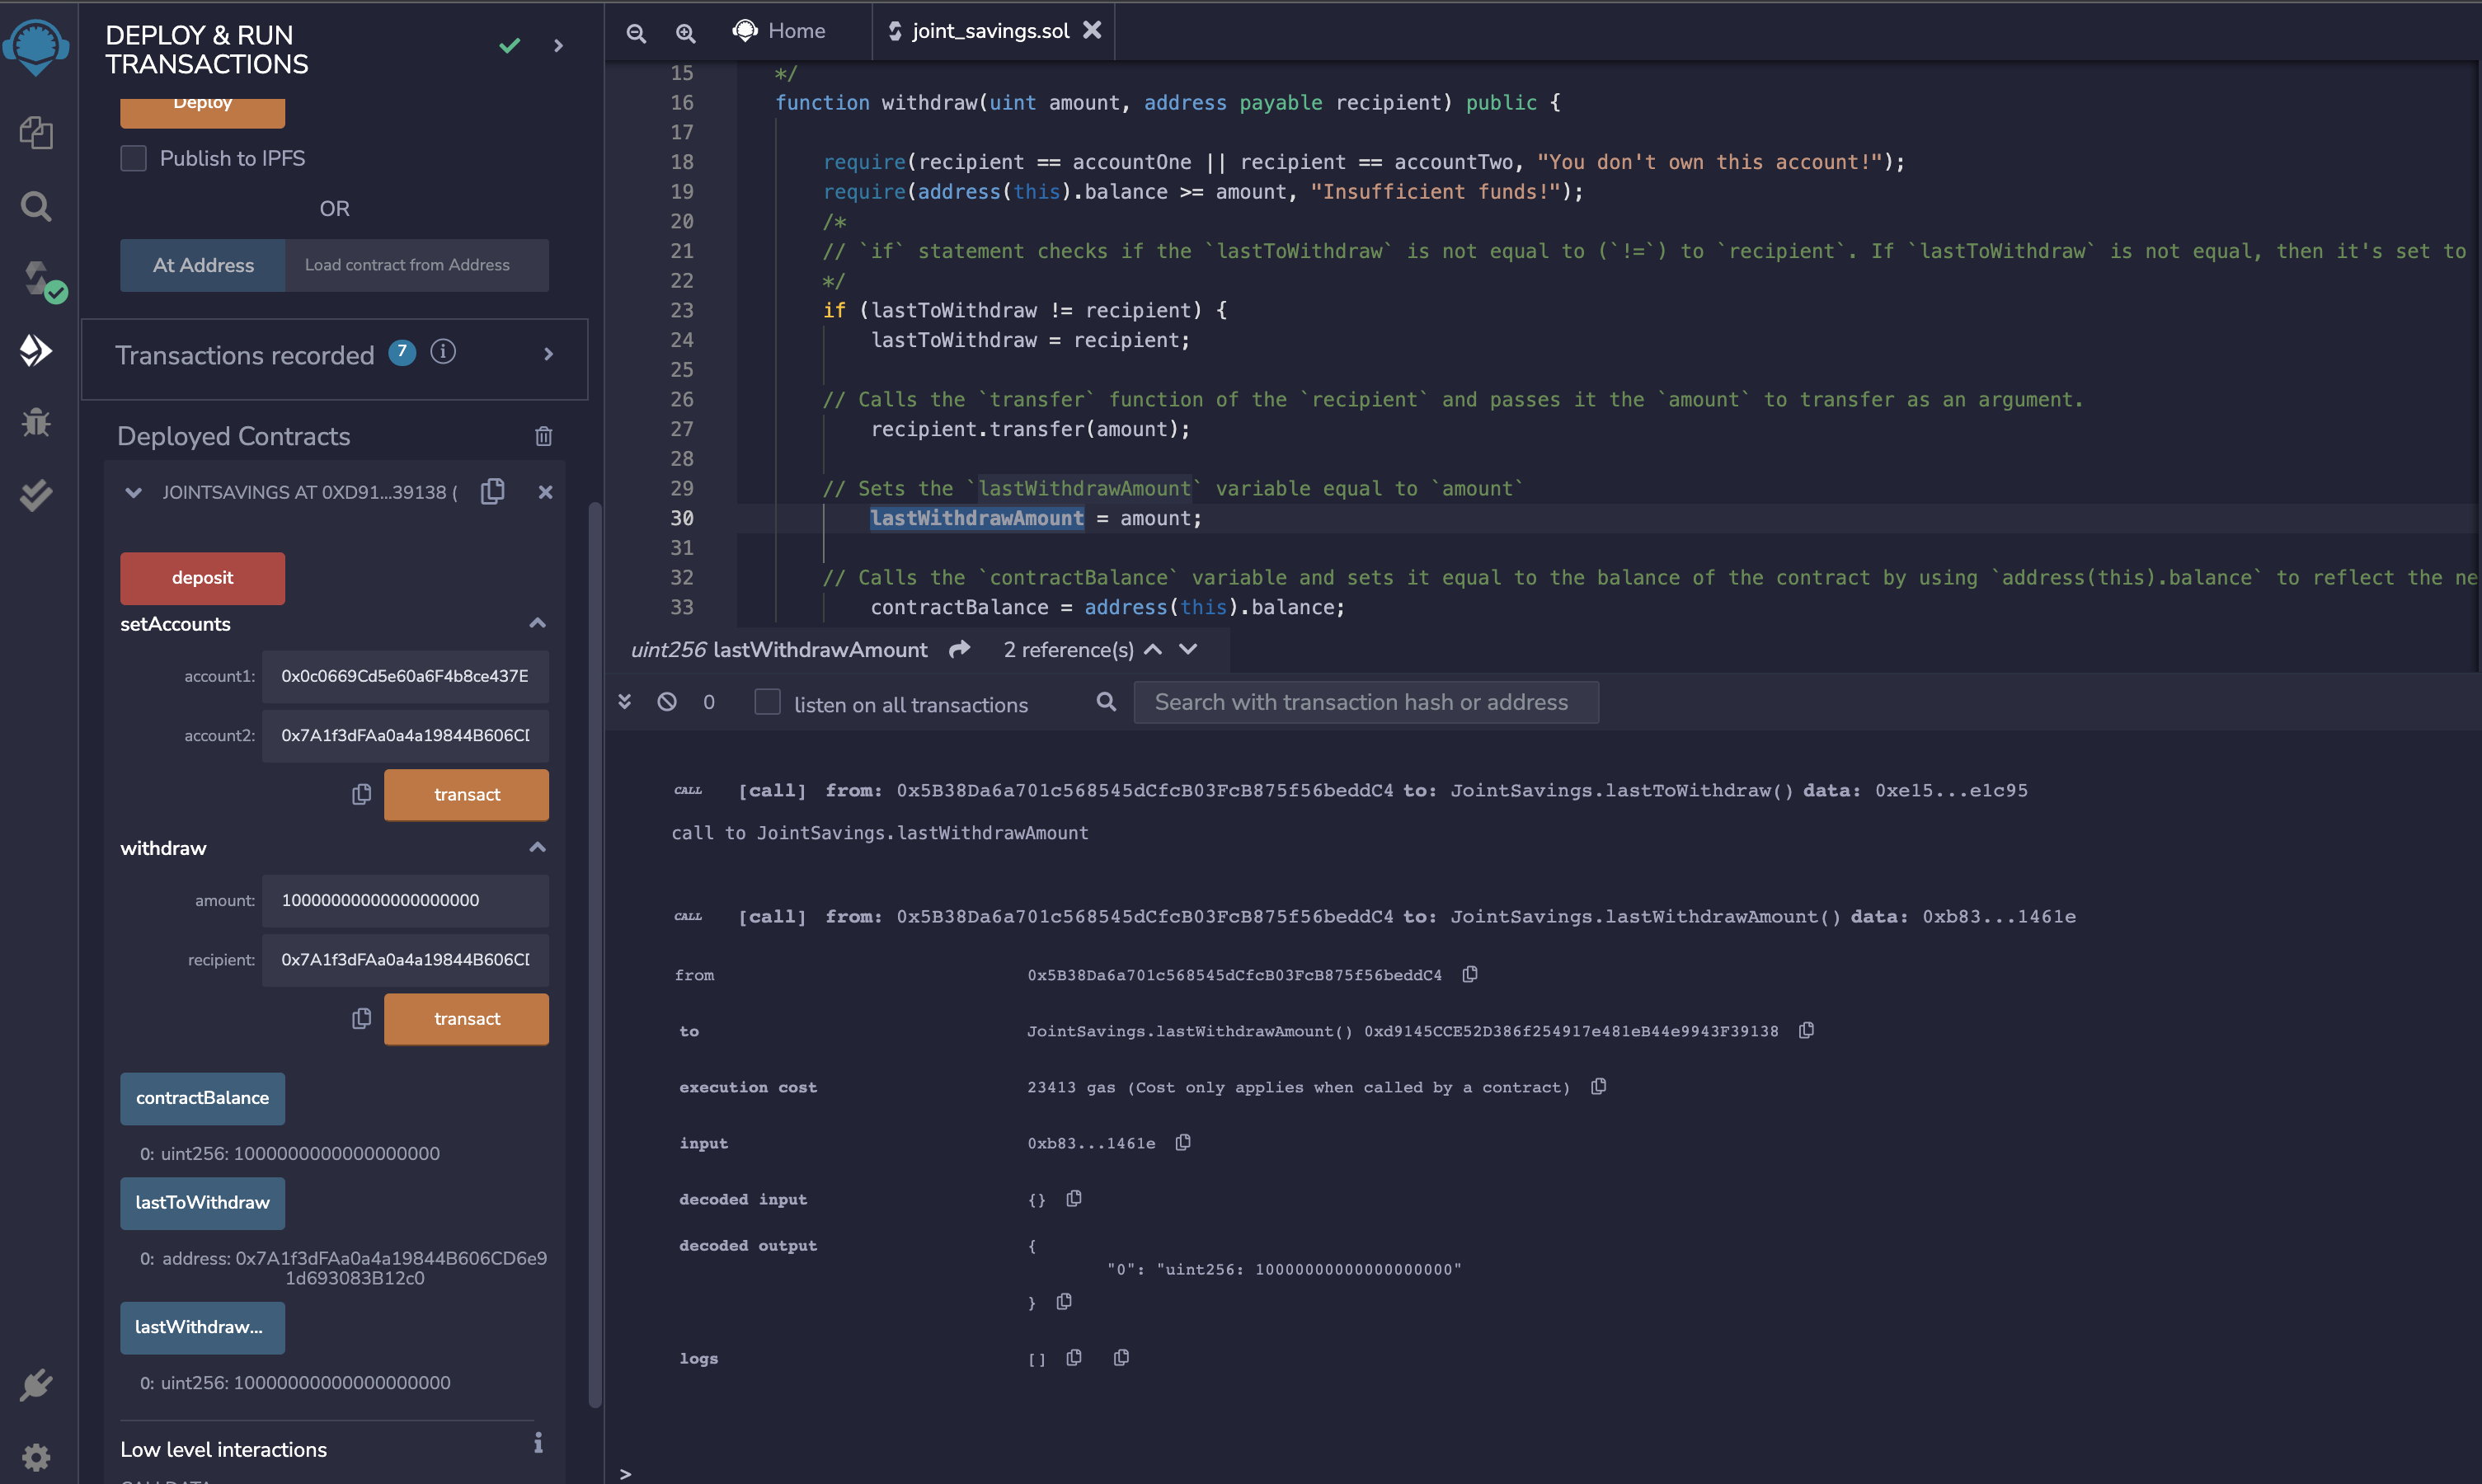 DEPLOY & RUN
TRANSACTIONS
Deploy
Publish to IPFS
OR
At Address
Load contract from Address
Transactions recorded 7 i
Deployed Contracts
JOINTSAVINGS AT 0XD91...39138 (
deposit
setAccounts
account1: 0x0c0669Cd5e60a6F4b8ce437E
account2: 0x7A1f3dFAa0a4a19844B606CD
transact
withdraw
amount: 10000000000000000000
recipient: 0x7A1f3dFAa0a4a19844B606CD
transact
contractBalance
0: uint256: 1000000000000000000
lastToWithdraw
0: address: 0x7A1f3dFAa0a4a19844B606CD6e9
1d693083B12c0
lastWithdraw...
0: uint256: 10000000000000000000
Low level interactions i
CALLDATA
Home
joint_savings.sol
15 */
16 function withdraw(uint amount, address payable recipient) public {
17
18 require(recipient == accountOne || recipient == accountTwo, "You don't own this account!");
19 require(address(this).balance >= amount, "Insufficient funds!");
20 /*
21 // `if` statement checks if the `lastToWithdraw` is not equal to (`!=`) to `recipient`. If `lastToWithdraw` is not equal, then it's set to
22 */
23 if (lastToWithdraw != recipient) {
24 lastToWithdraw = recipient;
25
26 // Calls the `transfer` function of the `recipient` and passes it the `amount` to transfer as an argument.
27 recipient.transfer(amount);
28
29 // Sets the `lastWithdrawAmount` variable equal to `amount`
30 lastWithdrawAmount = amount;
31
32 // Calls the `contractBalance` variable and sets it equal to the balance of the contract by using `address(this).balance` to reflect the ne
33 contractBalance = address(this).balance;
uint256 lastWithdrawAmount 2 reference(s)
0 listen on all transactions Search with transaction hash or address
CALL [call] from: 0x5B38Da6a701c568545dCfcB03FcB875f56beddC4 to: JointSavings.lastToWithdraw() data: 0xe15...e1c95
call to JointSavings.lastWithdrawAmount
CALL [call] from: 0x5B38Da6a701c568545dCfcB03FcB875f56beddC4 to: JointSavings.lastWithdrawAmount() data: 0xb83...1461e
from 0x5B38Da6a701c568545dCfcB03FcB875f56beddC4
to JointSavings.lastWithdrawAmount() 0xd9145CCE52D386f254917e481eB44e9943F39138
execution cost 23413 gas (Cost only applies when called by a contract)
input 0xb83...1461e
decoded input {}
decoded output {
"0": "uint256: 10000000000000000000"
}
logs []
>